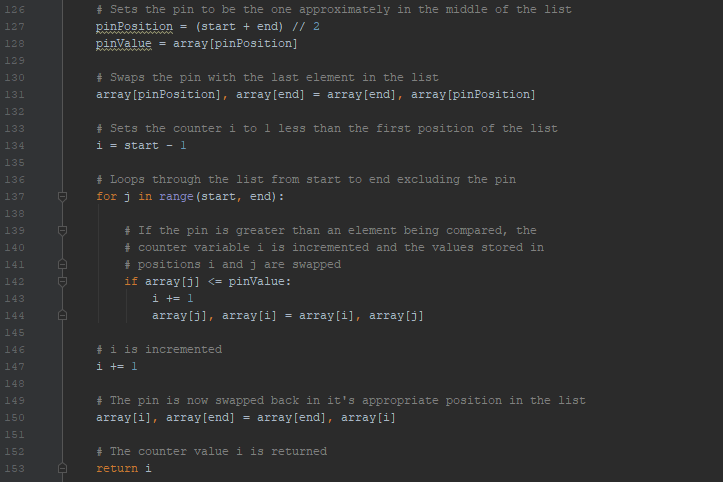 126 # Sets the pin to be the one approximately in the middle of the list
127 pinPosition = (start + end) // 2
128 pinValue = array[pinPosition]
129
130 # Swaps the pin with the last element in the list
131 array[pinPosition], array[end] = array[end], array[pinPosition]
132
133 # Sets the counter i to 1 less than the first position of the list
134 i = start - 1
135
136 # Loops through the list from start to end excluding the pin
137 for j in range(start, end):
138
139 # If the pin is greater than an element being compared, the
140 # counter variable i is incremented and the values stored in
141 # positions i and j are swapped
142 if array[j] <= pinValue:
143 i += 1
144 array[j], array[i] = array[i], array[j]
145
146 # i is incremented
147 i += 1
148
149 # The pin is now swapped back in it's appropriate position in the list
150 array[i], array[end] = array[end], array[i]
151
152 # The counter value i is returned
153 return i